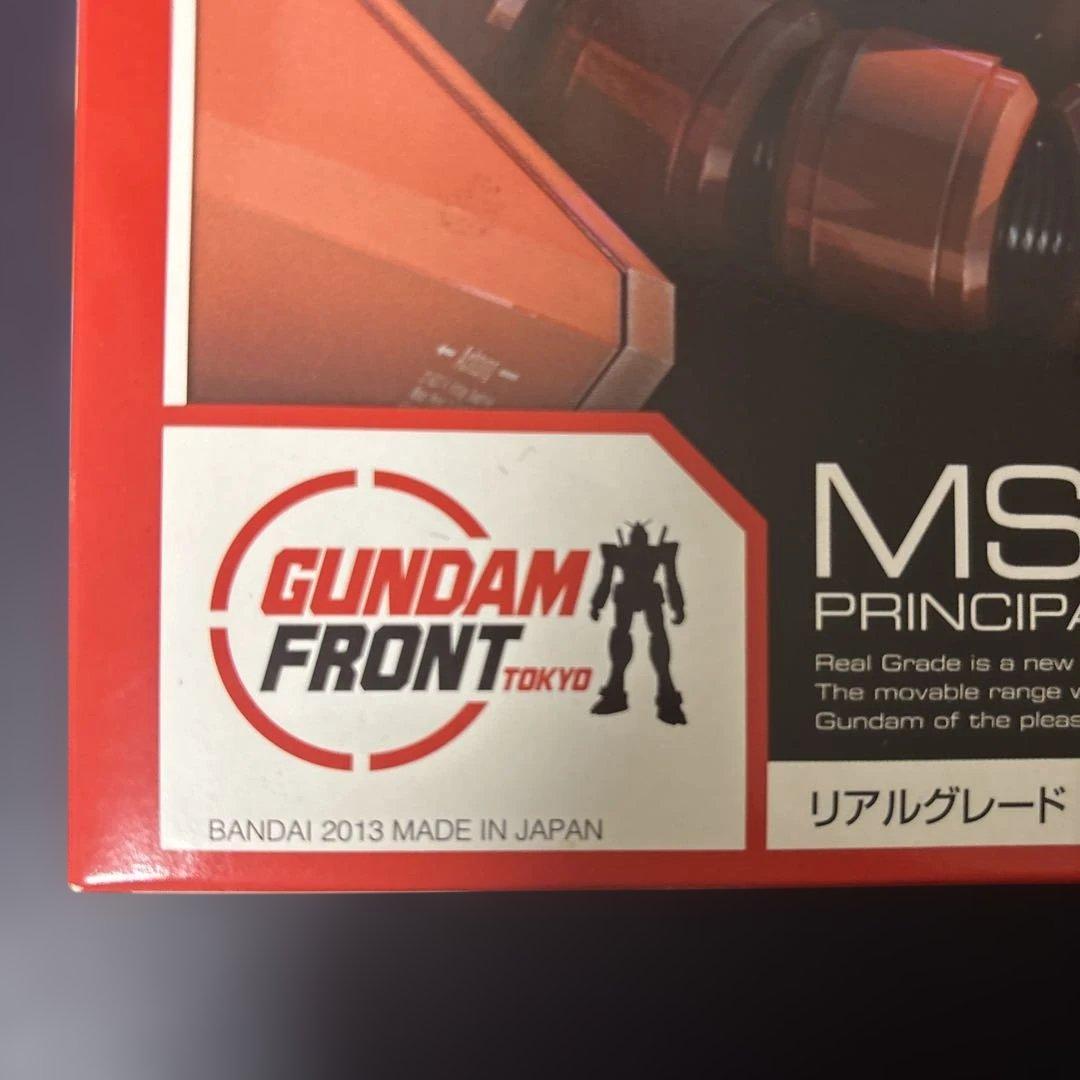 GUNDAM
FRONT TOKYO
BANDAI 2013 MADE IN JAPAN
MS
PRINCIPA
Real Grade is a new
The movable range w
Gundam of the pleas
リアルグレード